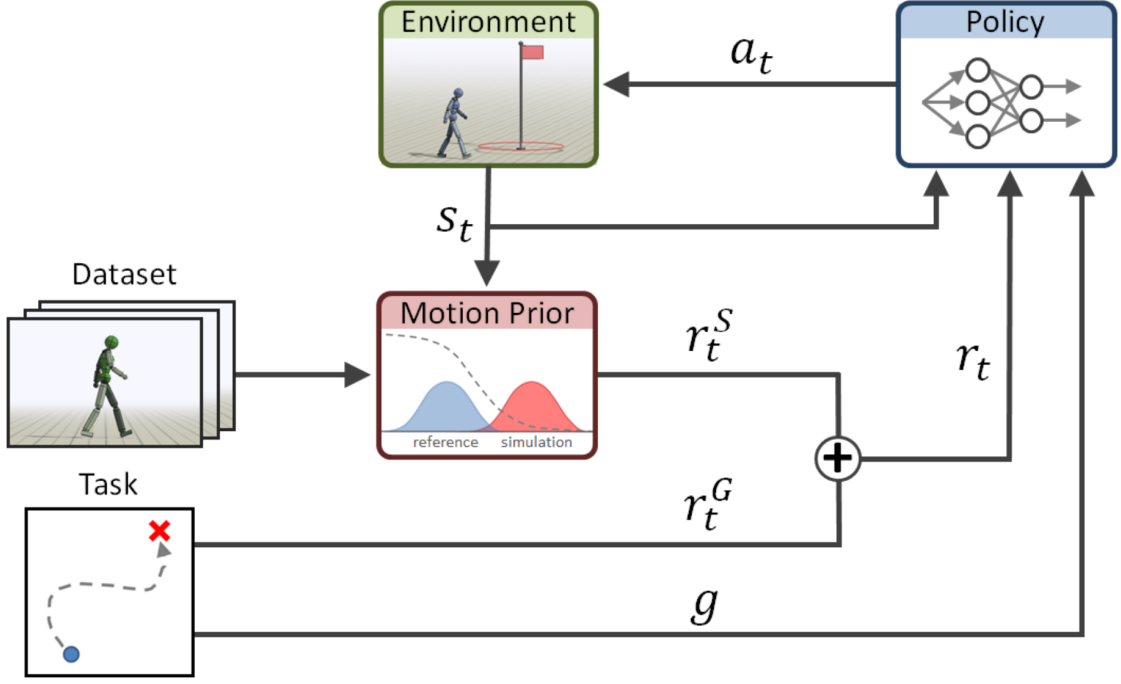 Environment
Policy
a_t
s_t
Dataset
Motion Prior
reference simulation
r_t^S
r_t
+
Task
r_t^G
g